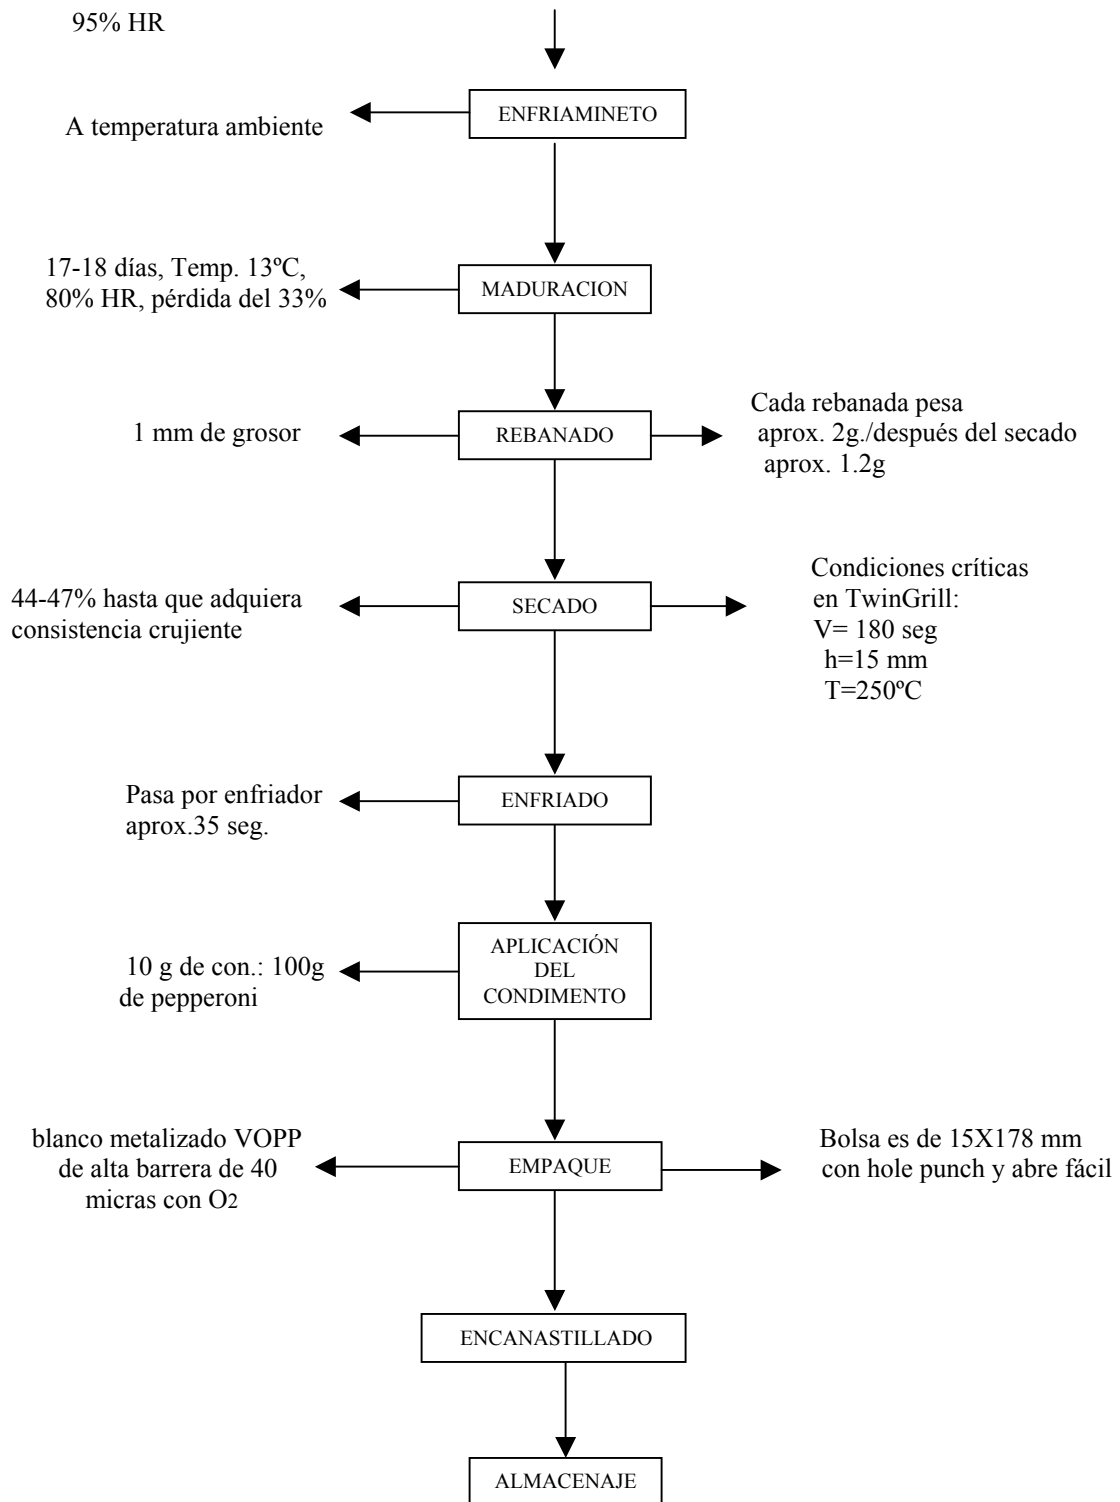 95% HR
ENFRIAMINETO
A temperatura ambiente
17-18 días, Temp. 13ºC,
80% HR, pérdida del 33%
MADURACION
1 mm de grosor
REBANADO
Cada rebanada pesa
aprox. 2g./después del secado
aprox. 1.2g
44-47% hasta que adquiera
consistencia crujiente
SECADO
Condiciones críticas
en TwinGrill:
V= 180 seg
h=15 mm
T=250ºC
Pasa por enfriador
aprox.35 seg.
ENFRIADO
10 g de con.: 100g
de pepperoni
APLICACIÓN
DEL
CONDIMENTO
blanco metalizado VOPP
de alta barrera de 40
micras con O2
EMPAQUE
Bolsa es de 15X178 mm
con hole punch y abre fácil
ENCANASTILLADO
ALMACENAJE